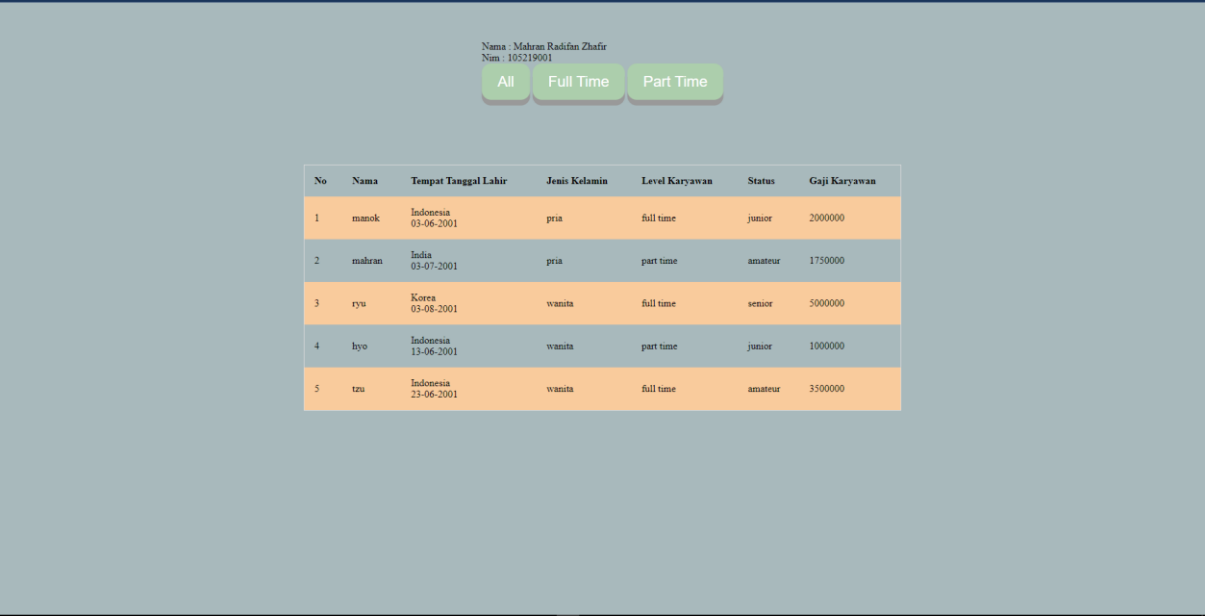 Nama : Mahran Radifan Zhafir
Nim : 105219001
All Full Time Part Time
No Nama Tempat Tanggal Lahir Jenis Kelamin Level Karyawan Status Gaji Karyawan
1 manok Indonesia 03-06-2001 pria full time junior 2000000
2 mahran India 03-07-2001 pria part time amateur 1750000
3 ryu Korea 03-08-2001 wanita full time senior 5000000
4 hyo Indonesia 13-06-2001 wanita part time junior 1000000
5 tzu Indonesia 23-06-2001 wanita full time amateur 3500000